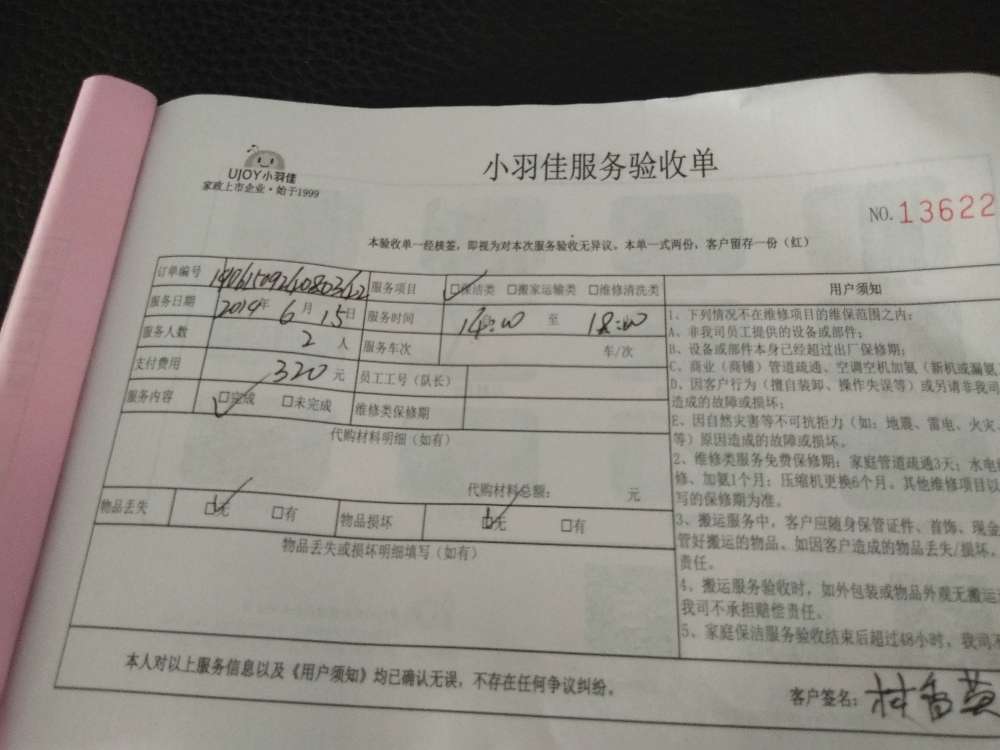 UJOY小羽佳
家政上市企业·始于1999
小羽佳服务验收单
NO.13622
本验收单一经核签，即视为对本次服务验收无异议。本单一式两份，客户留存一份（红）
订单编号 服务项目 □保洁类 □搬家运输类 □维修清洗类
服务日期 2019年6月15日 服务时间 14:00 至 18:00
服务人数 2 人 服务车次 车/次
支付费用 320 元 员工工号（队长）
服务内容 □完成 □未完成 维修类保修期
代购材料明细（如有）
代购材料总额： 元
物品丢失 □无 □有 物品损坏 □无 □有
物品丢失或损坏明细填写（如有）
用户须知
1、下列情况不在维修项目的维保范围之内：
A、非我司员工提供的设备或部件；
B、设备或部件本身已经超过出厂保修期；
C、商业（商铺）管道疏通、空调空机加氨（新机或漏氨
D、因客户行为（擅自装卸、操作失误等）或另请非我司
造成的故障或损坏；
E、因自然灾害等不可抗拒力（如：地震、雷电、火灾、
等）原因造成的故障或损坏。
2、维修类服务免费保修期：家庭管道疏通3天；水电维
修、加氨1个月；压缩机更换6个月。其他维修项目以
写的保修期为准。
3、搬运服务中，客户应随身保管证件、首饰、现金
管好搬运的物品。如因客户造成的物品丢失/损坏，
责任。
4、搬运服务验收时，如外包装或物品外观无搬运
我司不承担赔偿责任。
5、家庭保洁服务验收结束后超过48小时，我司不
本人对以上服务信息以及《用户须知》均已确认无误，不存在任何争议纠纷。
客户签名：